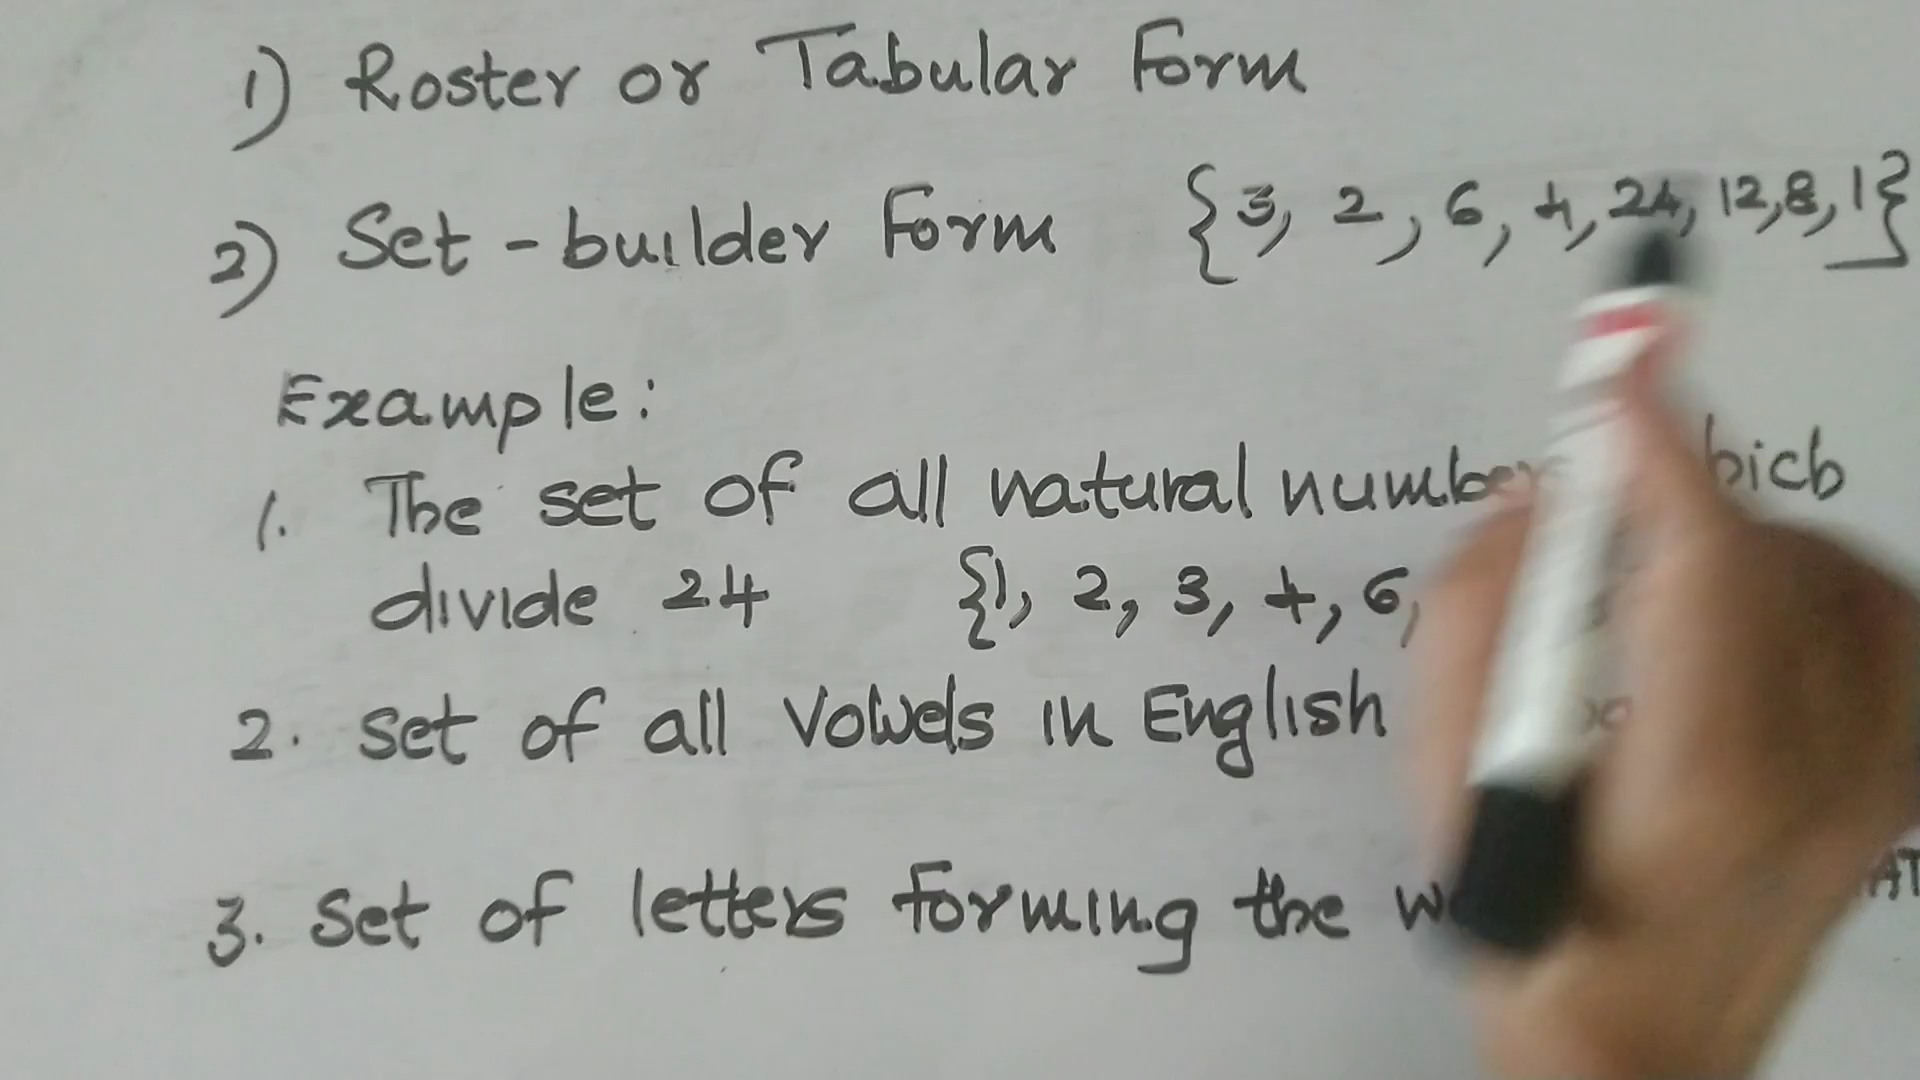 1) Roster or Tabular Form
2) Set-builder Form {3, 2, 6, 4, 24, 12, 8, 1}
Example:
1. The set of all natural
divide 24 {1, 2, 3, 4, 6,
2. Set of all Vowels in English
3. Set of letters forming the